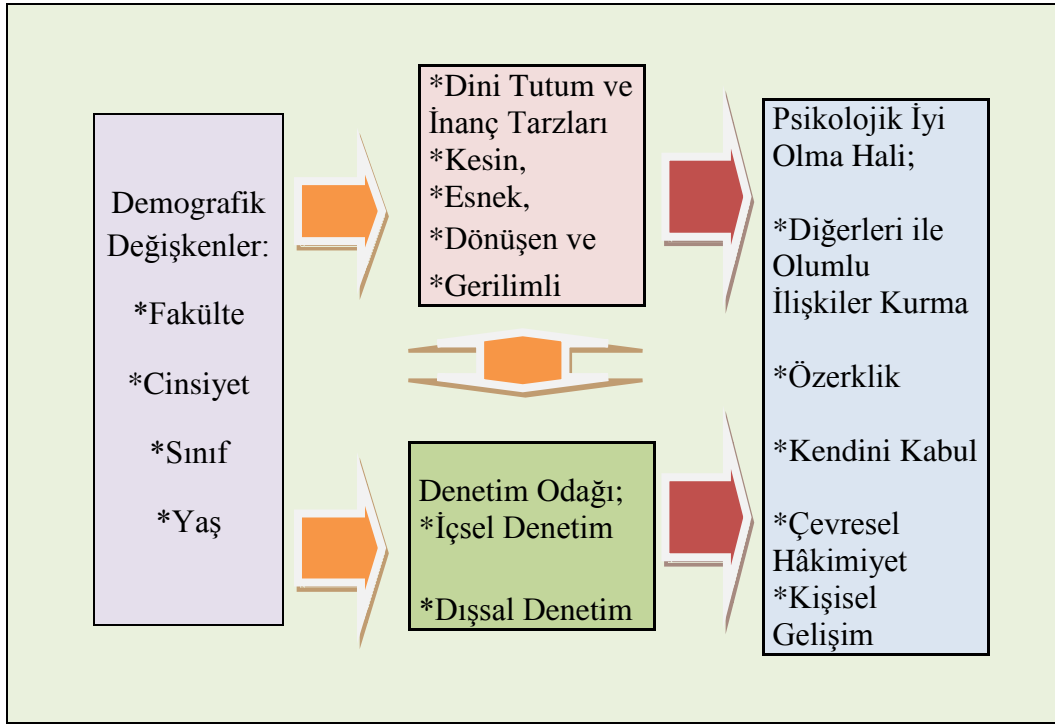 Demografik
Değişkenler:
*Fakülte
*Cinsiyet
*Sınıf
*Yaş
*Dini Tutum ve
İnanç Tarzları
*Kesin,
*Esnek,
*Dönüşen ve
*Gerilimli
Denetim Odağı;
*İçsel Denetim
*Dışsal Denetim
Psikolojik İyi
Olma Hali;
*Diğerleri ile
Olumlu
İlişkiler Kurma
*Özerklik
*Kendini Kabul
*Çevresel
Hâkimiyet
*Kişisel
Gelişim